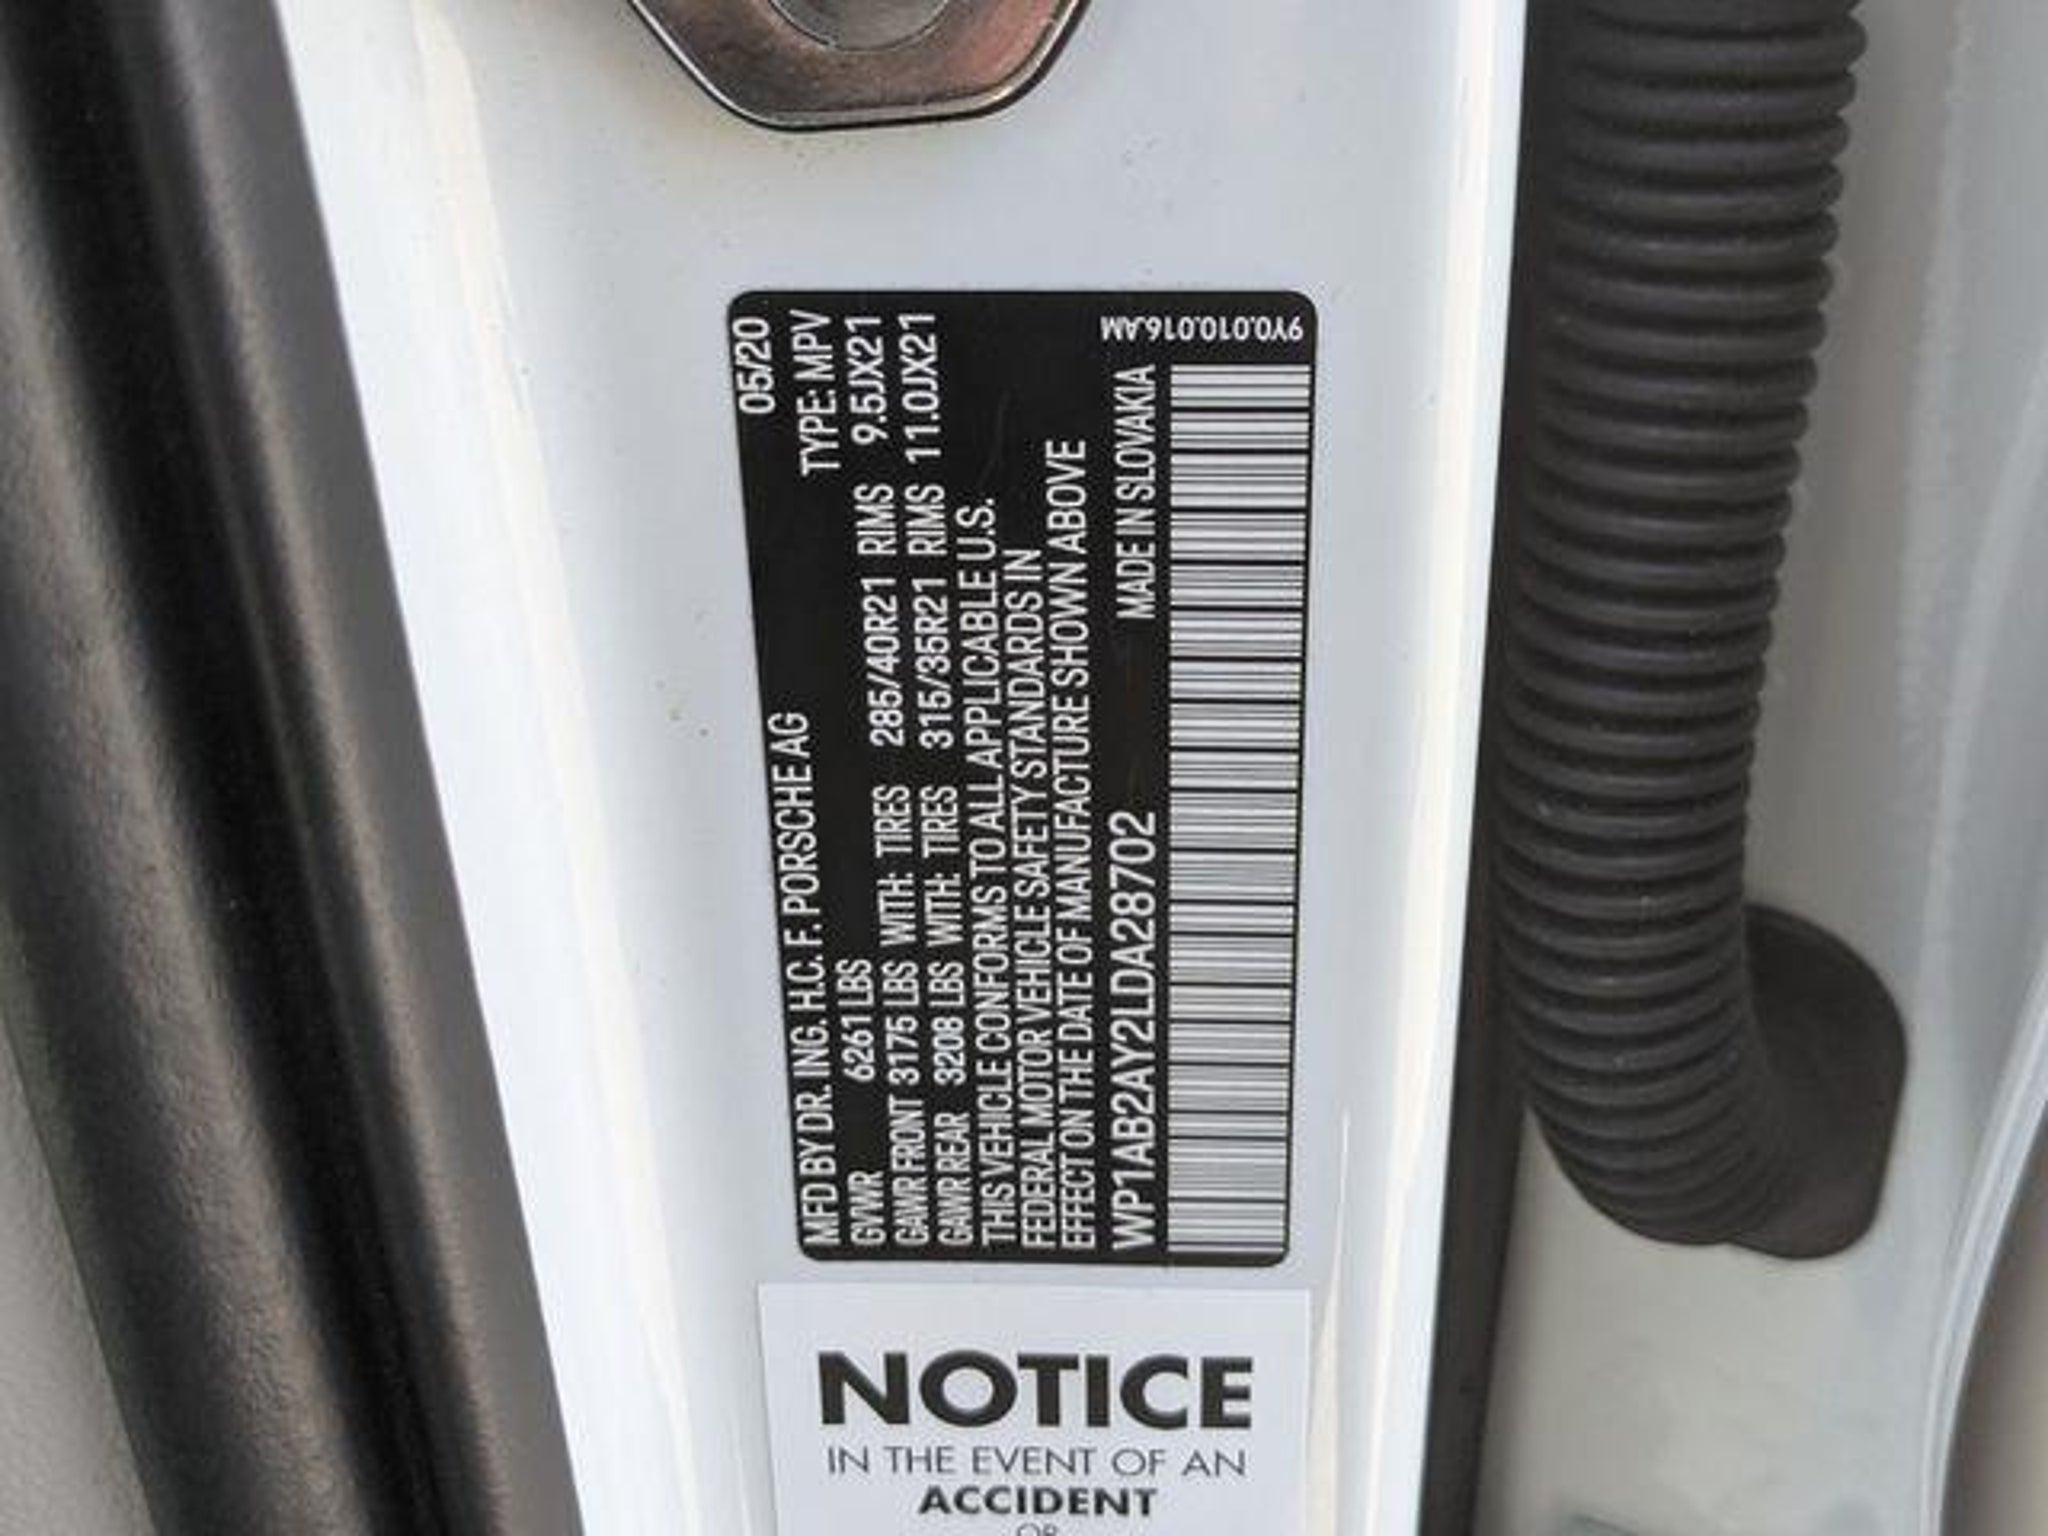 05/20
MFD BY DR. ING. H.C. F. PORSCHE AG TYPE: MPV
GVWR 6261 LBS
GAWR FRONT 3175 LBS WITH: TIRES 285/40R21 RIMS 9.5JX21
GAWR REAR 3208 LBS WITH: TIRES 315/35R21 RIMS 11.0JX21
THIS VEHICLE CONFORMS TO ALL APPLICABLE U.S.
FEDERAL MOTOR VEHICLE SAFETY STANDARDS IN
EFFECT ON THE DATE OF MANUFACTURE SHOWN ABOVE
WP1AB2AY2LDA28702 MADE IN SLOVAKIA
9Y0.010.016.AM
NOTICE
IN THE EVENT OF AN
ACCIDENT
OR